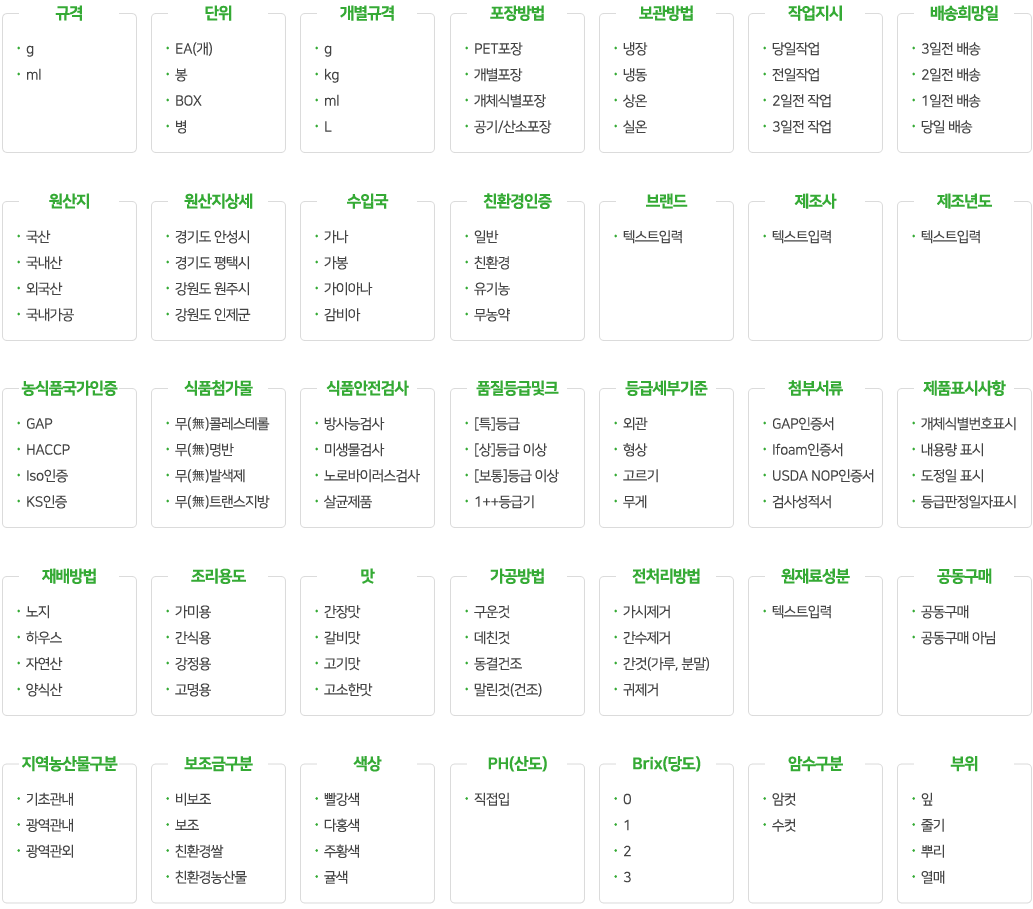 규격
g
ml
단위
EA(개)
봉
BOX
병
개별규격
g
kg
ml
L
포장방법
PET포장
개별포장
개체식별포장
공기/산소포장
보관방법
냉장
냉동
상온
실온
작업지시
당일작업
전일작업
2일전 작업
3일전 작업
배송희망일
3일전 배송
2일전 배송
1일전 배송
당일 배송
원산지
국산
국내산
외국산
국내가공
원산지상세
경기도 안성시
경기도 평택시
강원도 원주시
강원도 인제군
수입국
가나
가봉
가이아나
감비아
친환경인증
일반
친환경
유기농
무농약
브랜드
텍스트입력
제조사
텍스트입력
제조년도
텍스트입력
농식품국가인증
GAP
HACCP
Iso인증
KS인증
식품첨가물
무(無)콜레스테롤
무(無)명반
무(無)발색제
무(無)트랜스지방
식품안전검사
방사능검사
미생물검사
노로바이러스검사
살균제품
품질등급및크
[특]등급
[상]등급 이상
[보통]등급 이상
1++등급기
등급세부기준
외관
형상
고르기
무게
첨부서류
GAP인증서
Ifoam인증서
USDA NOP인증서
검사성적서
제품표시사항
개체식별번호표시
내용량 표시
도정일 표시
등급판정일자표시
재배방법
노지
하우스
자연산
양식산
조리용도
가미용
간식용
강정용
고명용
맛
간장맛
갈비맛
고기맛
고소한맛
가공방법
구운것
데친것
동결건조
말린것(건조)
전처리방법
가시제거
간수제거
간것(가루, 분말)
귀제거
원재료성분
텍스트입력
공동구매
공동구매
공동구매 아님
지역농산물구분
기초관내
광역관내
광역관외
보조금구분
비보조
보조
친환경쌀
친환경농산물
색상
빨강색
다홍색
주황색
귤색
PH(산도)
직접입
Brix(당도)
0
1
2
3
암수구분
암컷
수컷
부위
잎
줄기
뿌리
열매